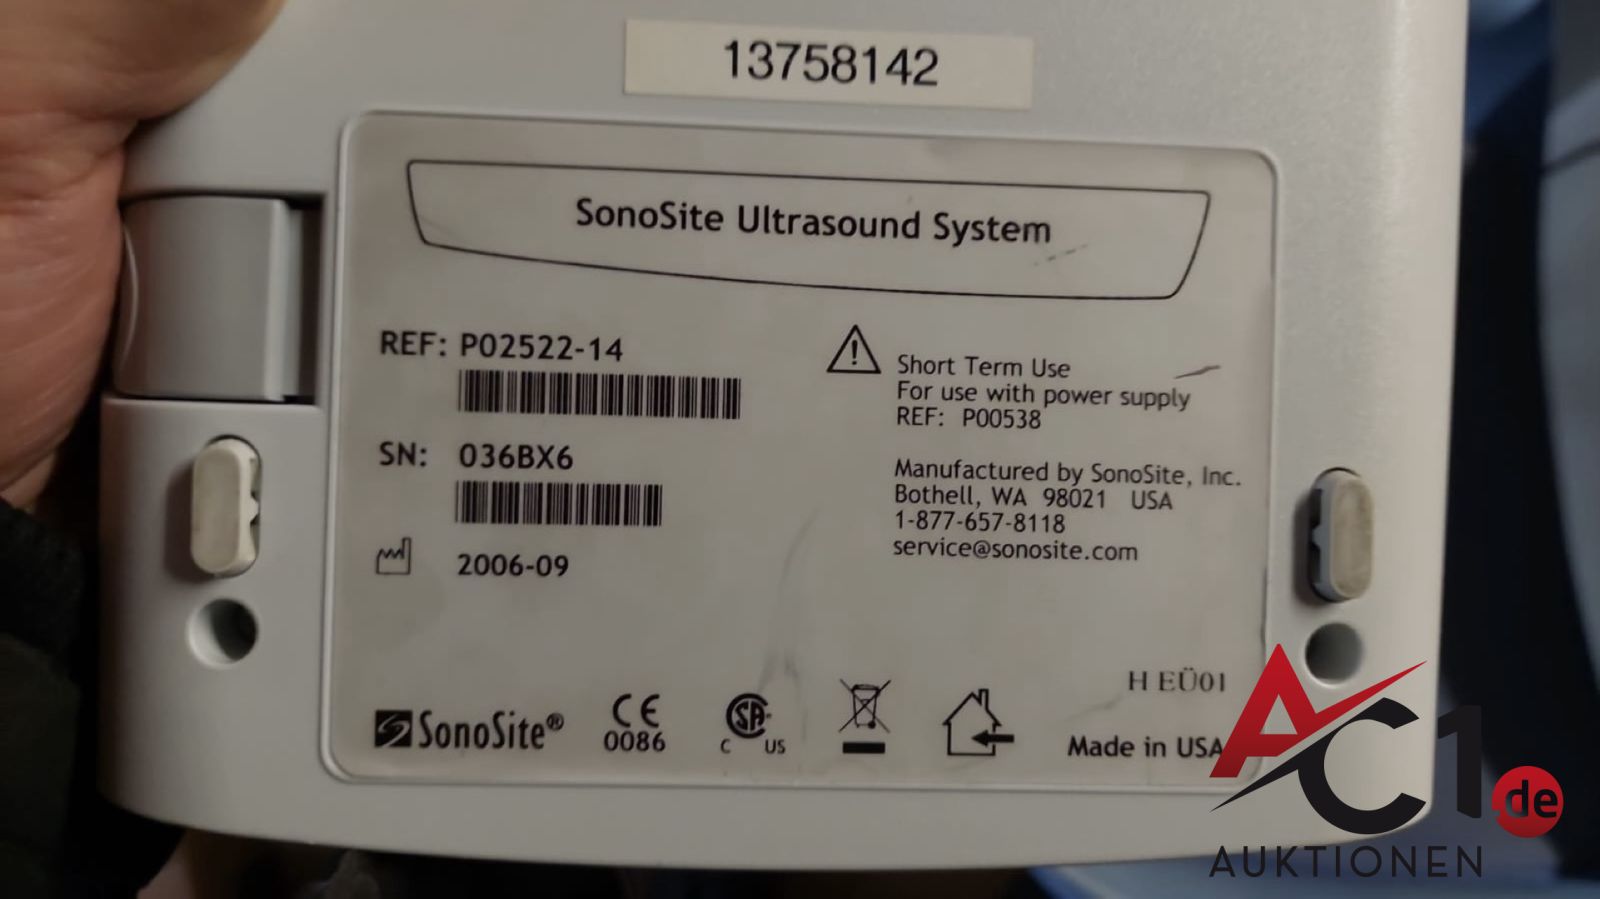 13758142
SonoSite Ultrasound System
REF: P02522-14
SN: 036BX6
2006-09
Short Term Use
For use with power supply
REF: P00538
Manufactured by SonoSite, Inc.
Bothell, WA 98021 USA
1-877-657-8118
service@sonosite.com
H EÜ01
SonoSite®
CE
0086
SA
C US
Made in USA
AC1.de
AUKTIONEN